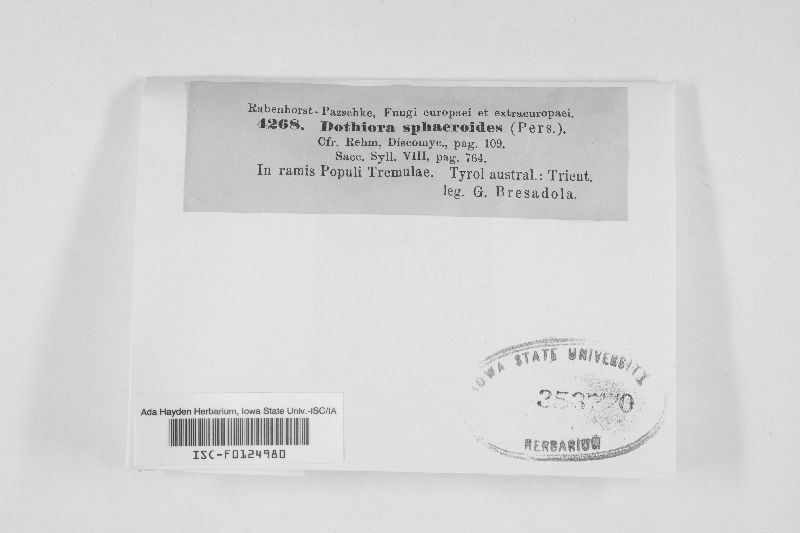 Rabenhorst-Pazschke, Fungi europaei et extraeuropaei.
4268. Dothiora sphaeroides (Pers.).
Cfr. Rehm, Discomyc., pag. 109.
Sacc. Syll. VIII, pag. 764.
In ramis Populi Tremulae. Tyrol austral.: Trient.
leg. G. Bresadola.
IOWA STATE UNIVERSITY
HERBARIUM
Ada Hayden Herbarium, Iowa State Univ.-ISC/IA
ISC-F0124980